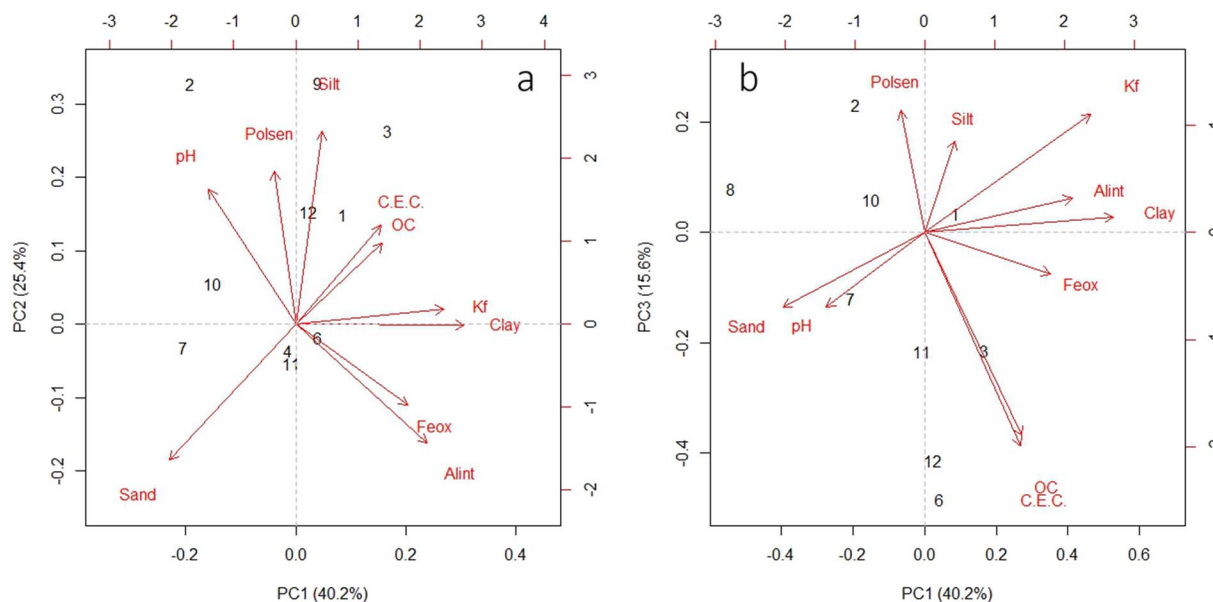 -3 -2 -1 0 1 2 3 4
a
2
9
Silt
3
Polsen
pH
C.E.C.
OC
12
1
10
Kf
Clay
7
4
11
6
Feox
Alint
Sand
0.3
0.2
0.1
0.0
-0.1
-0.2
3
2
1
0
-1
-2
PC2 (25.4%)
-0.2 0.0 0.2 0.4
PC1 (40.2%)
-3 -2 -1 0 1 2 3
b
Polsen
Kf
2
Silt
8
10
1
Alint
Clay
Feox
7
Sand
pH
11
3
12
OC
C.E.C.
6
0.2
0.0
-0.2
-0.4
PC3 (15.6%)
-0.6 -0.4 -0.2 0.0 0.2 0.4 0.6
PC1 (40.2%)